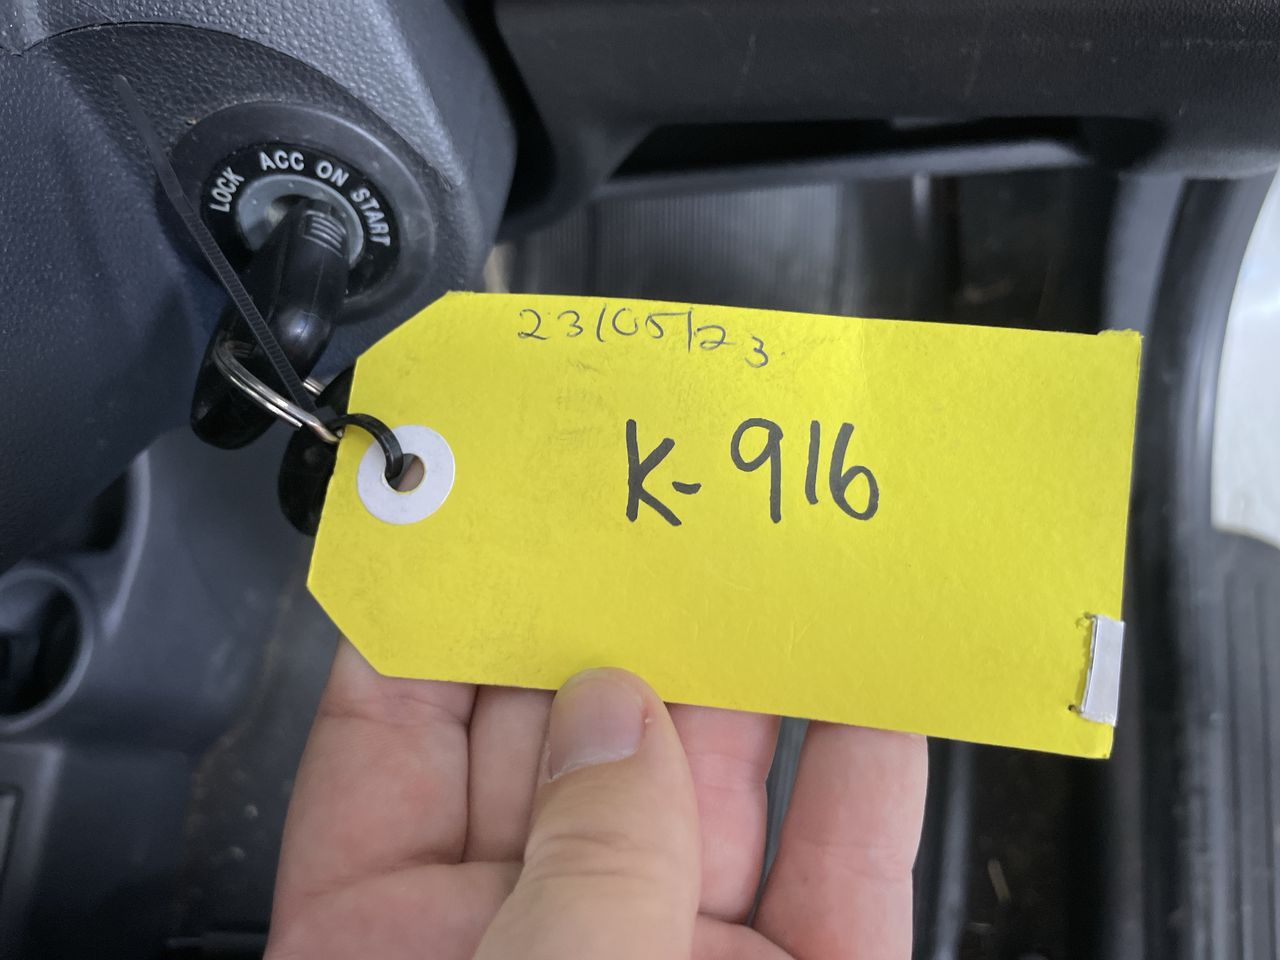 LOCK ACC ON START
23/05/23
K-916